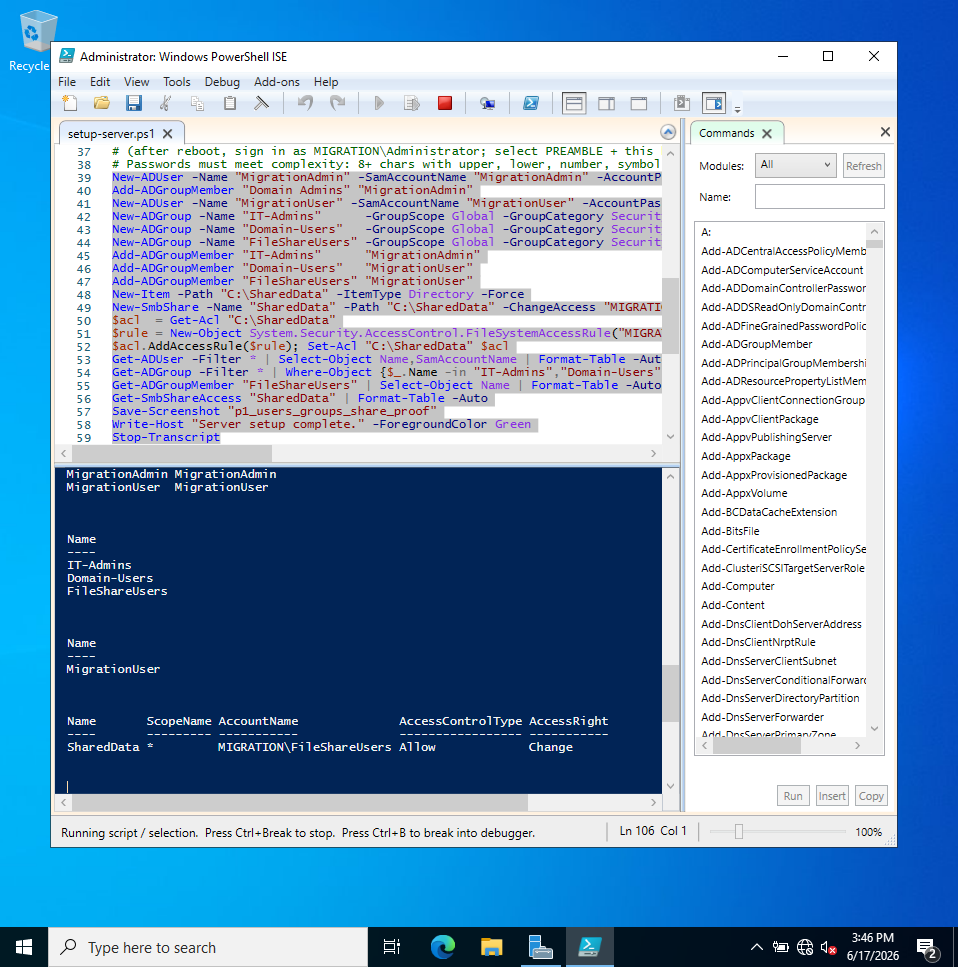 Recycle
Administrator: Windows PowerShell ISE
File Edit View Tools Debug Add-ons Help
setup-server.ps1
37 # (after reboot, sign in as MIGRATION\Administrator; select PREAMBLE + this
38 # Passwords must meet complexity: 8+ chars with upper, lower, number, symbol
39 New-ADUser -Name "MigrationAdmin" -SamAccountName "MigrationAdmin" -AccountP
40 Add-ADGroupMember "Domain Admins" "MigrationAdmin"
41 New-ADUser -Name "MigrationUser" -SamAccountName "MigrationUser" -AccountPas
42 New-ADGroup -Name "IT-Admins" -GroupScope Global -GroupCategory Securit
43 New-ADGroup -Name "Domain-Users" -GroupScope Global -GroupCategory Securit
44 New-ADGroup -Name "FileShareUsers" -GroupScope Global -GroupCategory Securit
45 Add-ADGroupMember "IT-Admins" "MigrationAdmin"
46 Add-ADGroupMember "Domain-Users" "MigrationUser"
47 Add-ADGroupMember "FileShareUsers" "MigrationUser"
48 New-Item -Path "C:\SharedData" -ItemType Directory -Force
49 New-SmbShare -Name "SharedData" -Path "C:\SharedData" -ChangeAccess "MIGRATIO
50 $acl = Get-Acl "C:\SharedData"
51 $rule = New-Object System.Security.AccessControl.FileSystemAccessRule("MIGRA
52 $acl.AddAccessRule($rule); Set-Acl "C:\SharedData" $acl
53 Get-ADUser -Filter * | Select-Object Name,SamAccountName | Format-Table -Aut
54 Get-ADGroup -Filter * | Where-Object {$_.Name -in "IT-Admins","Domain-Users"
55 Get-ADGroupMember "FileShareUsers" | Select-Object Name | Format-Table -Auto
56 Get-SmbShareAccess "SharedData" | Format-Table -Auto
57 Save-Screenshot "p1_users_groups_share_proof"
58 Write-Host "Server setup complete." -ForegroundColor Green
59 Stop-Transcript
MigrationAdmin MigrationAdmin
MigrationUser MigrationUser
Name
----
IT-Admins
Domain-Users
FileShareUsers
Name
----
MigrationUser
Name ScopeName AccountName AccessControlType AccessRight
---- --------- ----------- ----------------- -----------
SharedData * MIGRATION\FileShareUsers Allow Change
Commands
Modules: All Refresh
Name:
A:
Add-ADCentralAccessPolicyMemb
Add-ADComputerServiceAccount
Add-ADDomainControllerPasswor
Add-ADDSReadOnlyDomainContr
Add-ADFineGrainedPasswordPolic
Add-ADGroupMember
Add-ADPrincipalGroupMembershi
Add-ADResourcePropertyListMem
Add-AppvClientConnectionGroup
Add-AppvClientPackage
Add-AppvPublishingServer
Add-AppxPackage
Add-AppxProvisionedPackage
Add-AppxVolume
Add-BCDataCacheExtension
Add-BitsFile
Add-CertificateEnrollmentPolicySe
Add-ClusteriSCSITargetServerRole
Add-Computer
Add-Content
Add-DnsClientDohServerAddress
Add-DnsClientNrptRule
Add-DnsServerClientSubnet
Add-DnsServerConditionalForward
Add-DnsServerDirectoryPartition
Add-DnsServerForwarder
Add-DnsServerPrimaryZone
Run Insert Copy
Running script / selection. Press Ctrl+Break to stop. Press Ctrl+B to break into debugger.
Ln 106 Col 1
100%
Type here to search
3:46 PM
6/17/2026
2